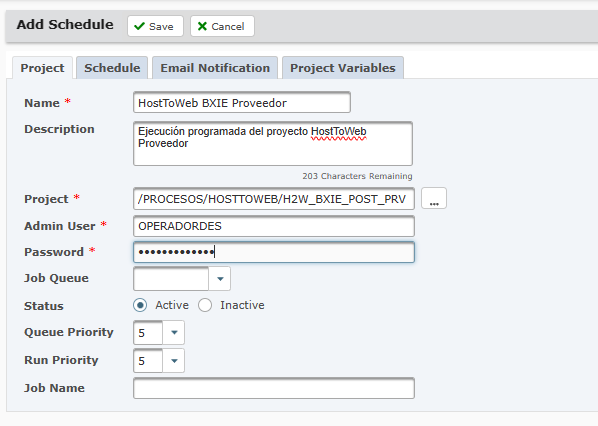 Add Schedule Save Cancel
Project Schedule Email Notification Project Variables
Name * HostToWeb BXIE Proveedor
Description Ejecución programada del proyecto HostToWeb
Proveedor
203 Characters Remaining
Project * /PROCESOS/HOSTTOWEB/H2W_BXIE_POST_PRV ...
Admin User * OPERADORDES
Password * •••••••••••••
Job Queue
Status Active Inactive
Queue Priority 5
Run Priority 5
Job Name